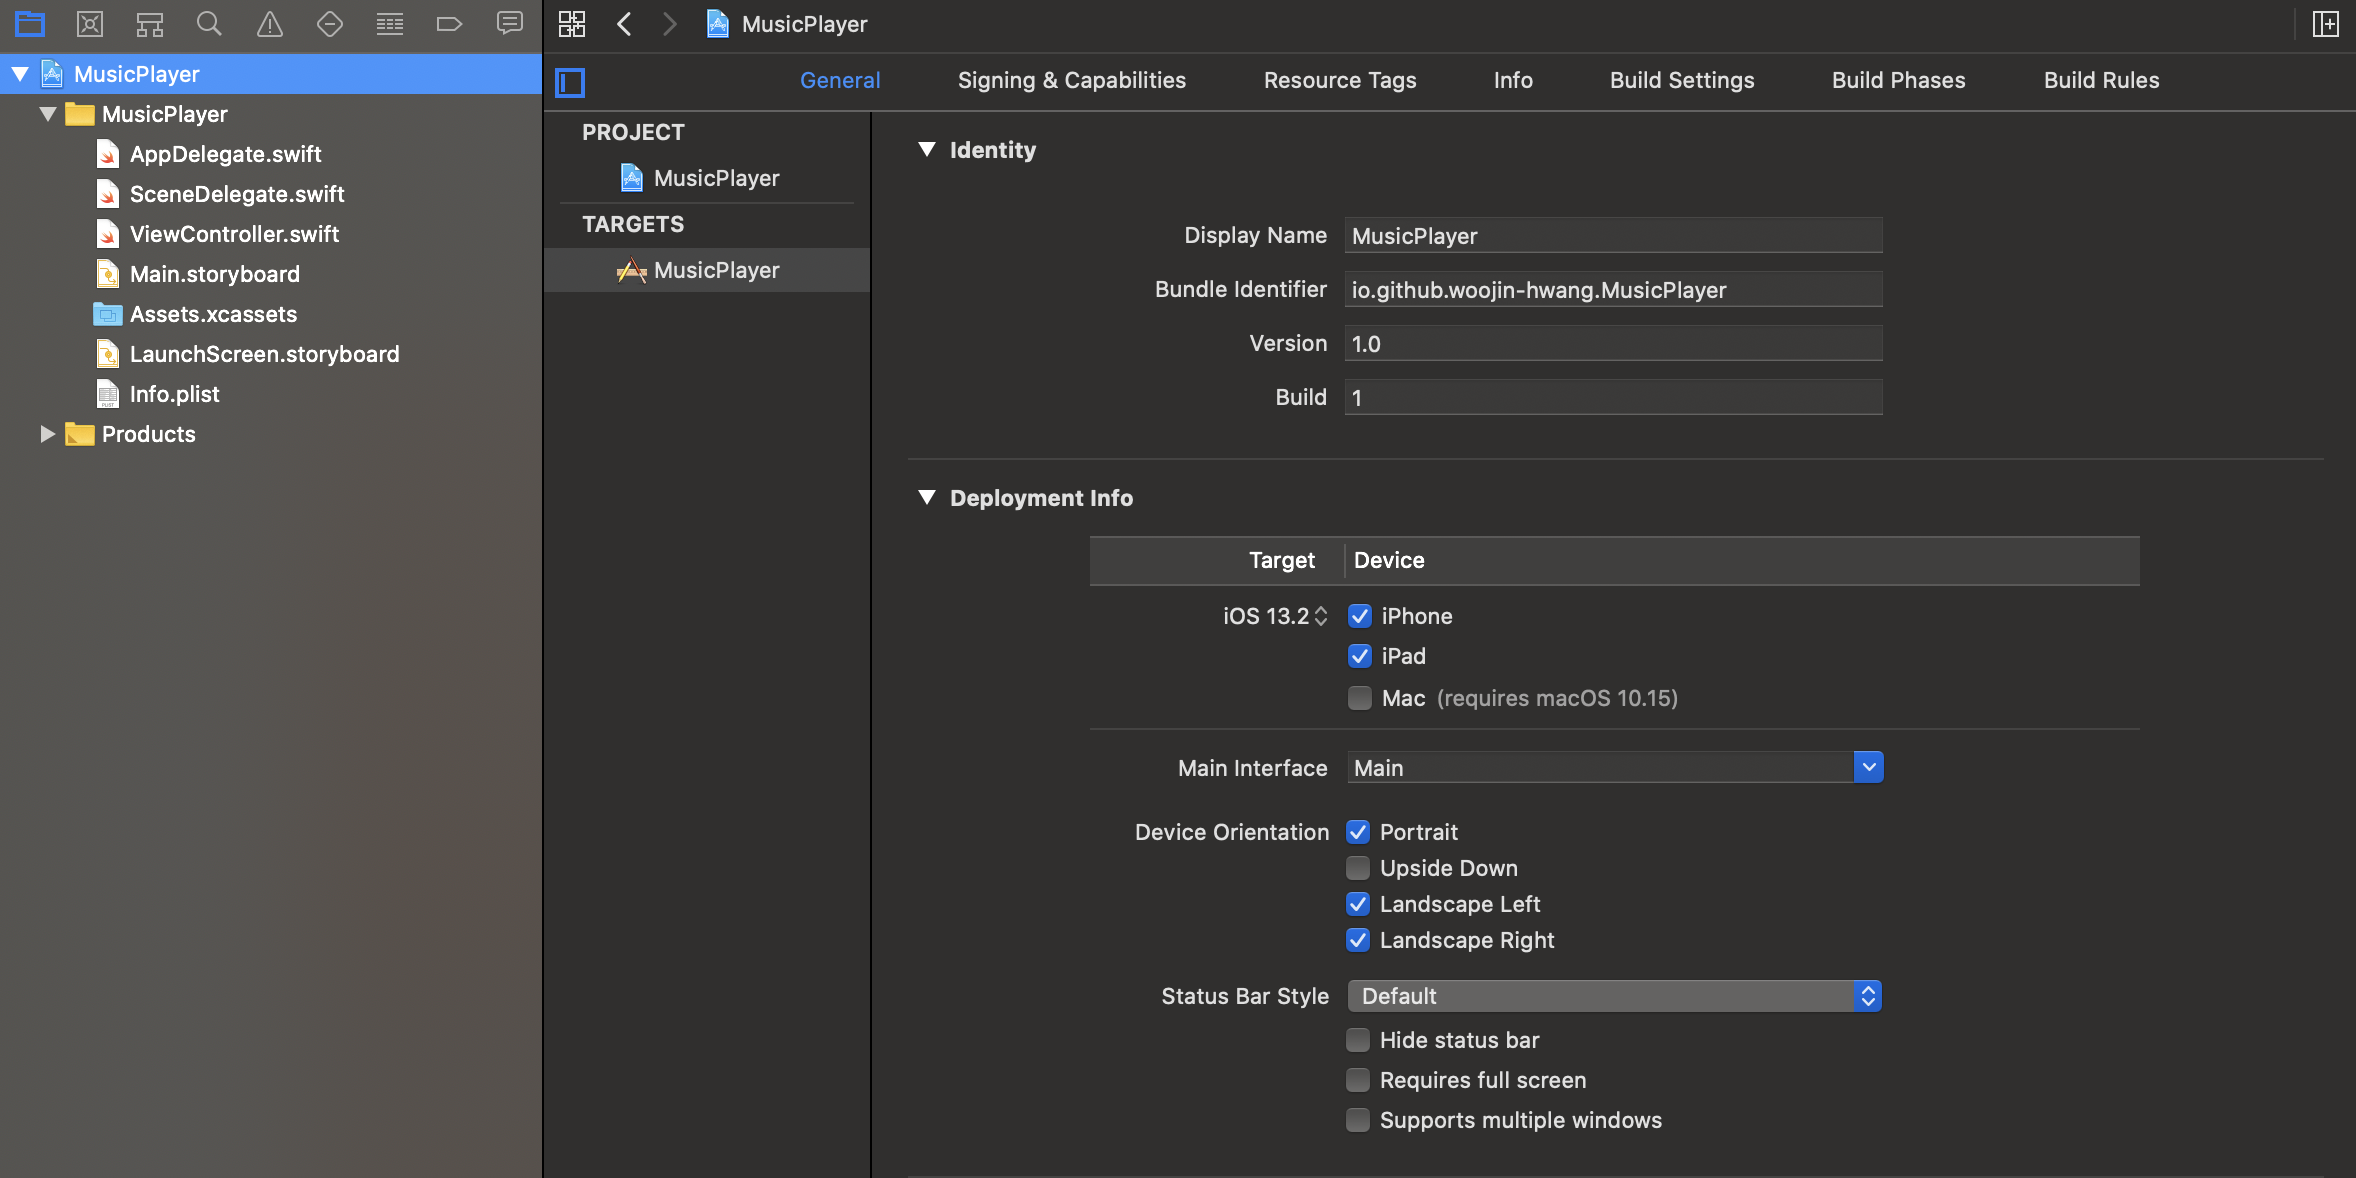 MusicPlayer
MusicPlayer
AppDelegate.swift
SceneDelegate.swift
ViewController.swift
Main.storyboard
Assets.xcassets
LaunchScreen.storyboard
Info.plist
Products
MusicPlayer
General Signing & Capabilities Resource Tags Info Build Settings Build Phases Build Rules
PROJECT
MusicPlayer
TARGETS
MusicPlayer
Identity
Display Name MusicPlayer
Bundle Identifier io.github.woojin-hwang.MusicPlayer
Version 1.0
Build 1
Deployment Info
Target Device
iOS 13.2 iPhone
iPad
Mac (requires macOS 10.15)
Main Interface Main
Device Orientation Portrait
Upside Down
Landscape Left
Landscape Right
Status Bar Style Default
Hide status bar
Requires full screen
Supports multiple windows